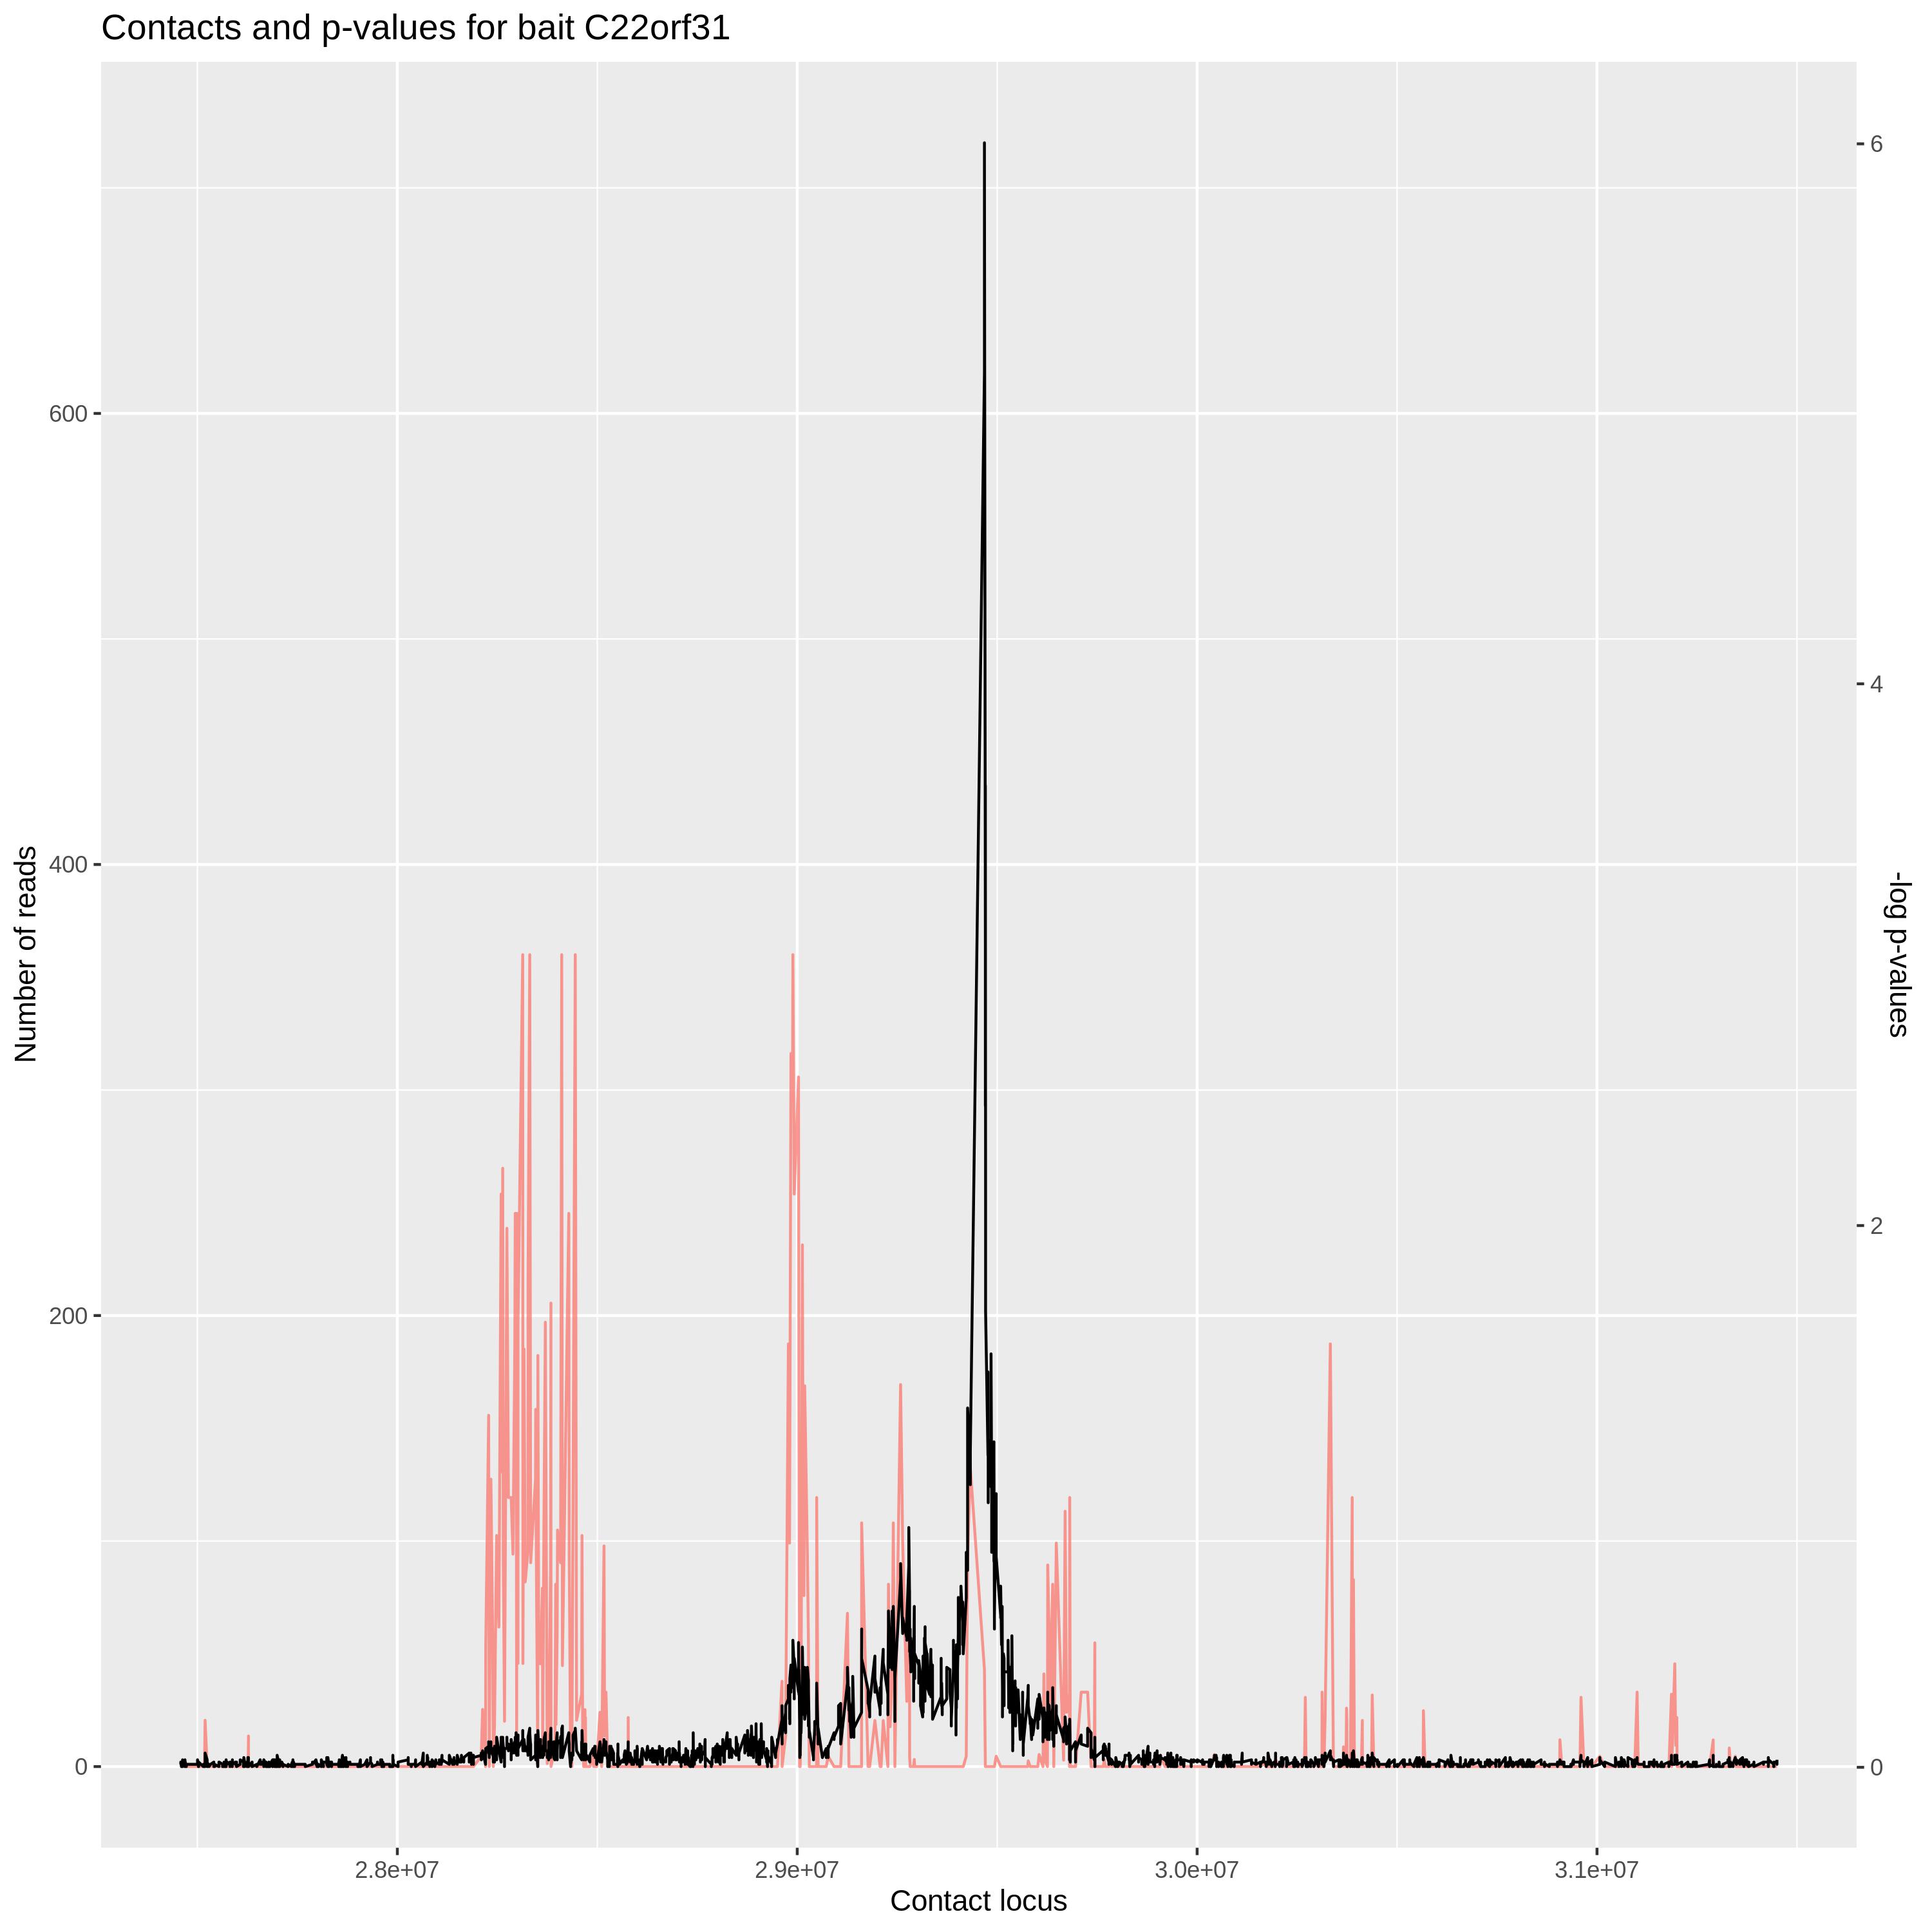 Contacts and p-values for bait C22orf31
Number of reads
600
400
200
0
6
4
2
0
-log p-values
2.8e+07
2.9e+07
3.0e+07
3.1e+07
Contact locus